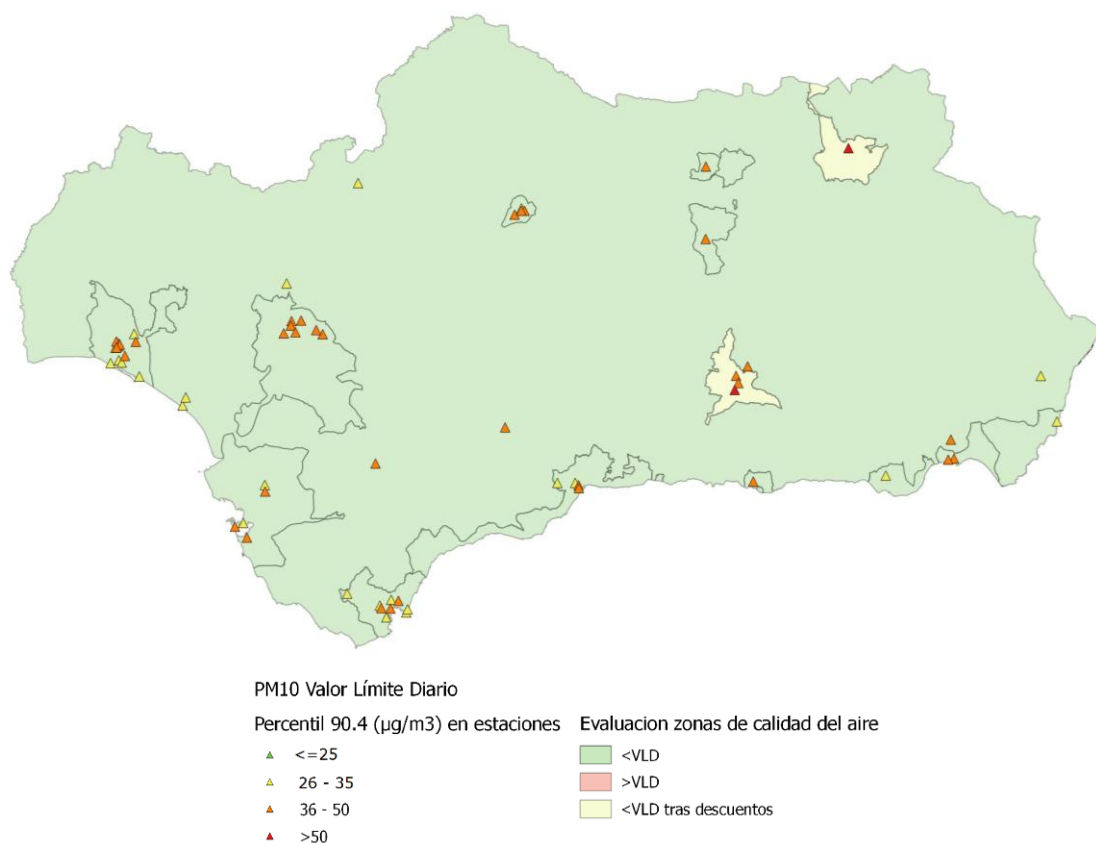 PM10 Valor Límite Diario
Percentil 90.4 (µg/m3) en estaciones
<=25
26 - 35
36 - 50
>50
Evaluacion zonas de calidad del aire
<VLD
>VLD
<VLD tras descuentos